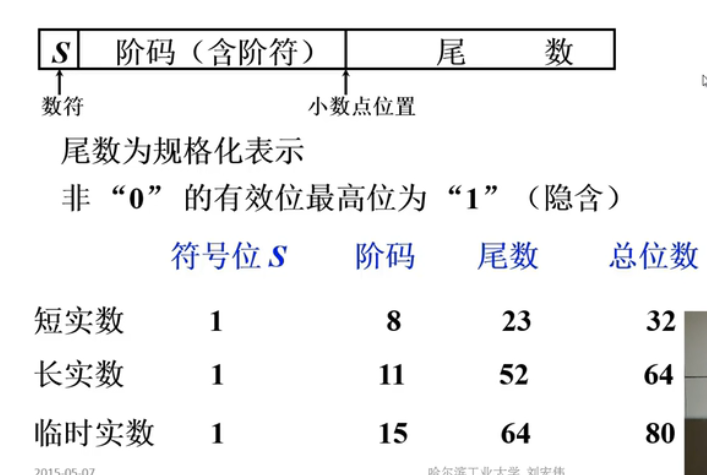 S 阶码（含阶符） 尾 数
数符 小数点位置
尾数为规格化表示
非“0”的有效位最高位为“1”（隐含）
符号位 S 阶码 尾数 总位数
短实数 1 8 23 32
长实数 1 11 52 64
临时实数 1 15 64 80
2015-05-07 哈尔滨工业大学 刘宏伟